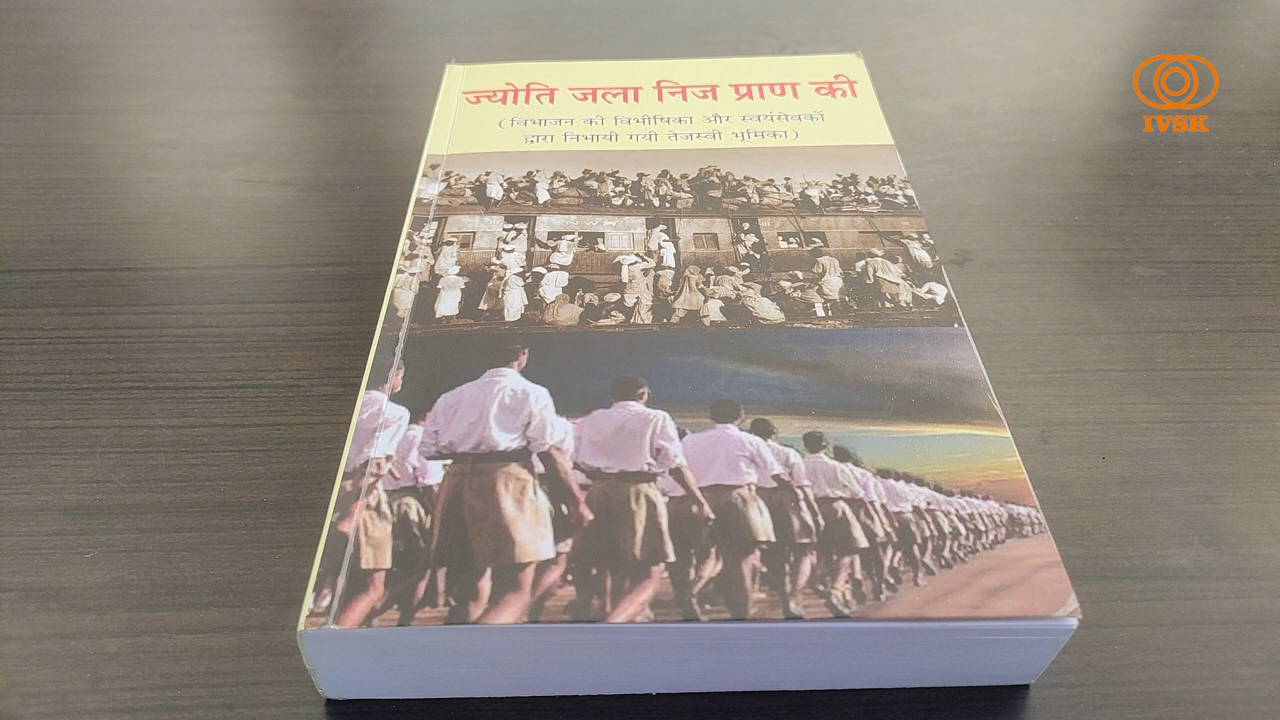 ज्योति जला निज प्राण की
(विभाजन की विभीषिका और स्वयंसेवकों
द्वारा निभायी गयी तेजस्वी भूमिका)
IVSK